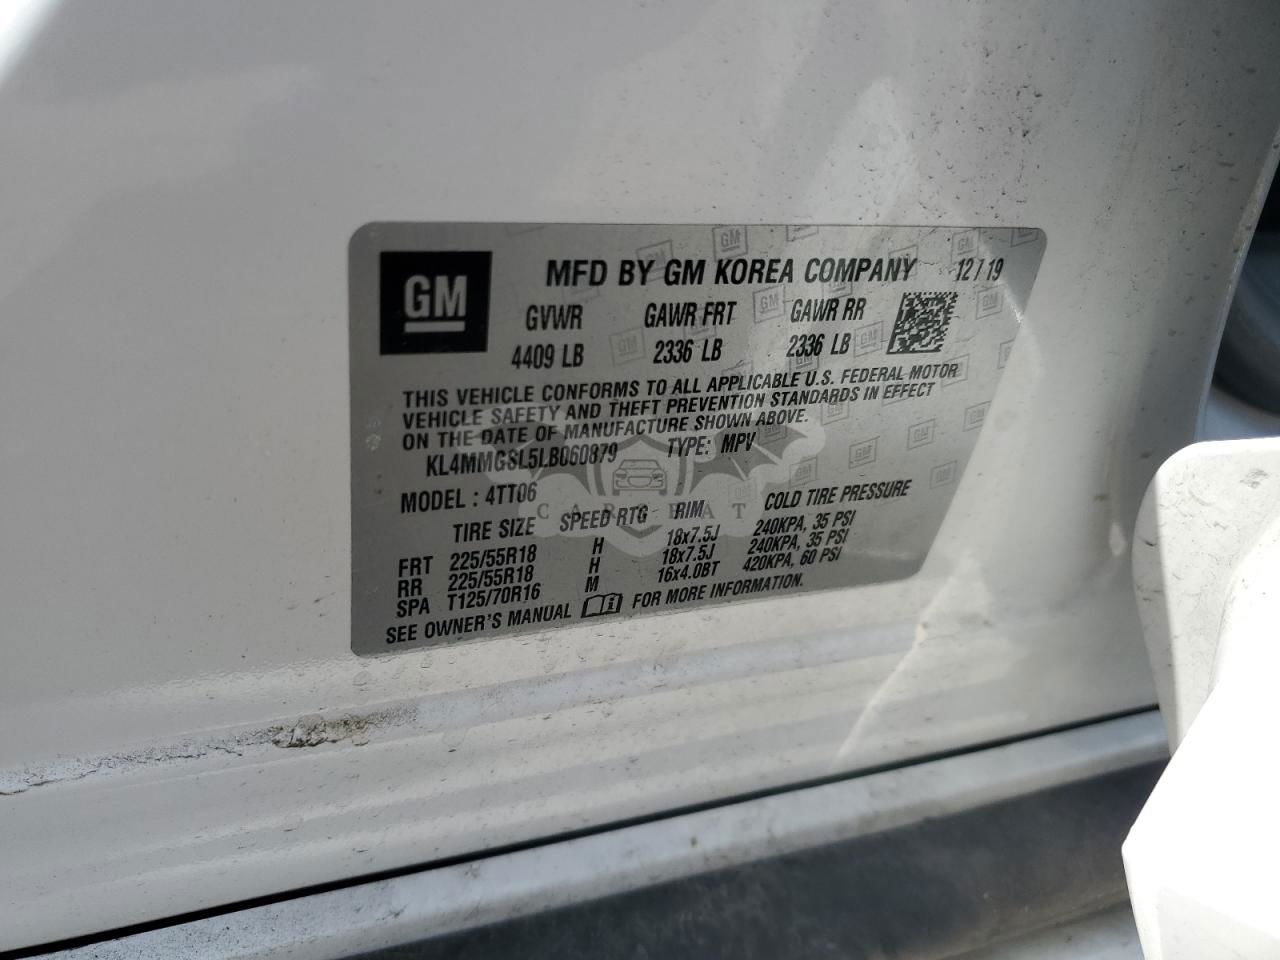 GM MFD BY GM KOREA COMPANY 12/19
GVWR GAWR FRT GAWR RR
4409 LB 2336 LB 2336 LB
THIS VEHICLE CONFORMS TO ALL APPLICABLE U.S. FEDERAL MOTOR
VEHICLE SAFETY AND THEFT PREVENTION STANDARDS IN EFFECT
ON THE DATE OF MANUFACTURE SHOWN ABOVE.
KL4MMGSL5LB060879 TYPE: MPV
MODEL : 4TT06
CAR BAT
TIRE SIZE SPEED RTG RIM COLD TIRE PRESSURE
FRT 225/55R18 H 18x7.5J 240KPA, 35 PSI
RR 225/55R18 H 18x7.5J 240KPA, 35 PSI
SPA T125/70R16 M 16x4.0BT 420KPA, 60 PSI
SEE OWNER'S MANUAL FOR MORE INFORMATION.